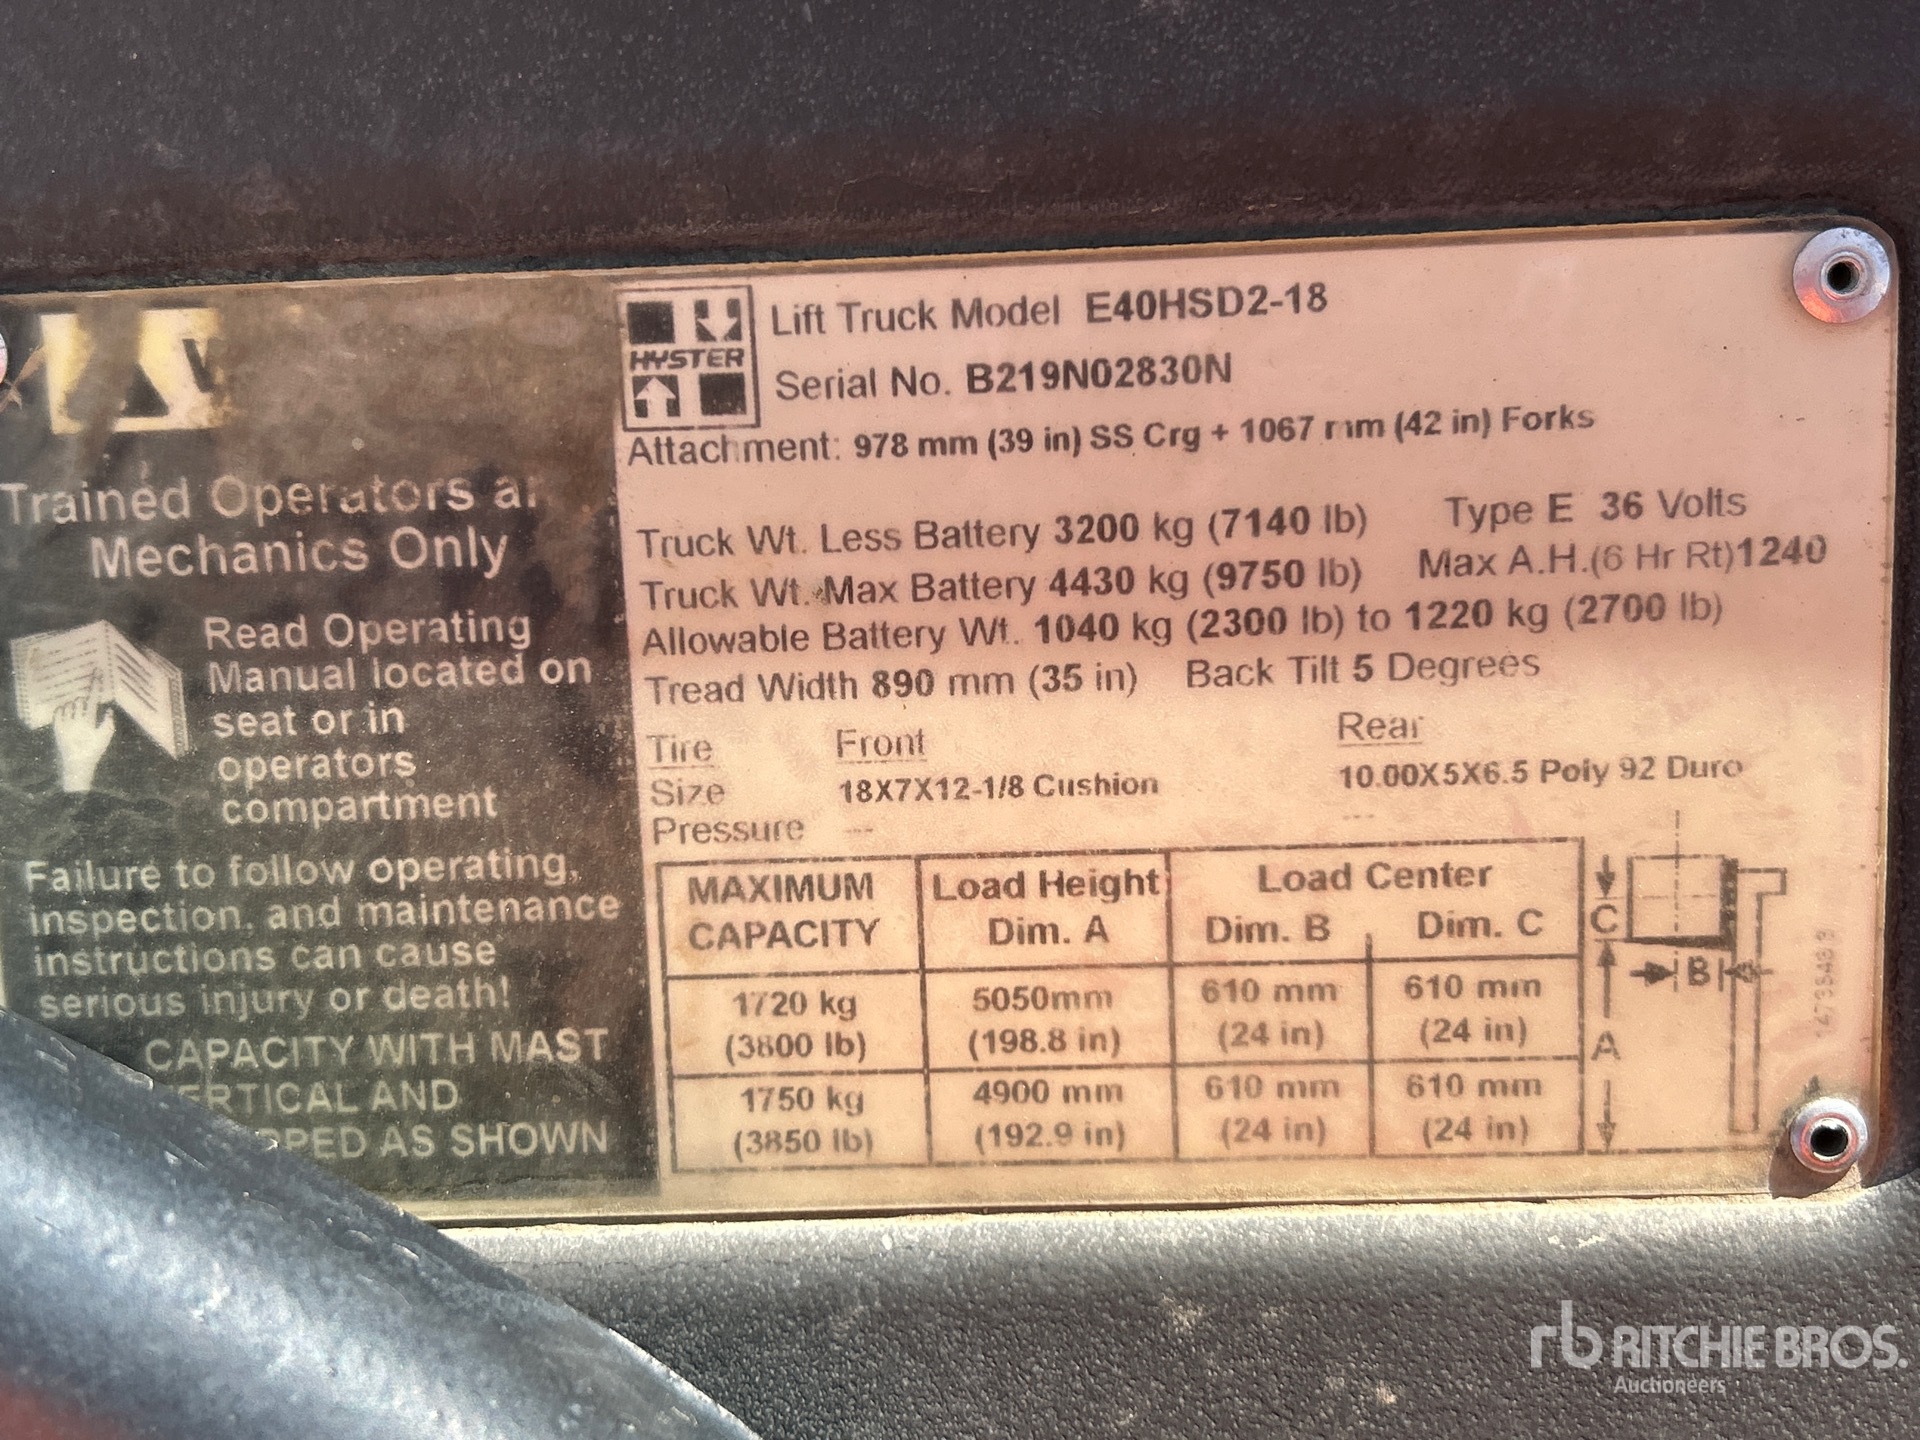 Trained Operators
Mechanics Only
Read Operating
Manual located on
seat or in
operators
compartment
Failure to follow operating,
inspection, and maintenance
instructions can cause
serious injury or death!
CAPACITY WITH MAST
AND
AS SHOWN
HYSTER
Lift Truck Model E40HSD2-18
Serial No. B219N02830N
Attachment: 978 mm (39 in) SS Crg + 1067 mm (42 in) Forks
Truck Wt. Less Battery 3200 kg (7140 lb) Type E 36 Volts
Truck Wt. Max Battery 4430 kg (9750 lb) Max A.H.(6 Hr Rt)1240
Allowable Battery Wt. 1040 kg (2300 lb) to 1220 kg (2700 lb)
Tread Width 890 mm (35 in) Back Tilt 5 Degrees
Tire Front Rear
Size 18X7X12-1/8 Cushion 10.00X5X6.5 Poly 92 Duro
Pressure --- ---
MAXIMUM CAPACITY Load Height Dim. A Load Center
Dim. B Dim. C
1720 kg 5050mm 610 mm 610 mm
(3800 lb) (198.8 in) (24 in) (24 in)
1750 kg 4900 mm 610 mm 610 mm
(3850 lb) (192.9 in) (24 in) (24 in)
C
B
A
rb RITCHIE BROS.
Auctioneers